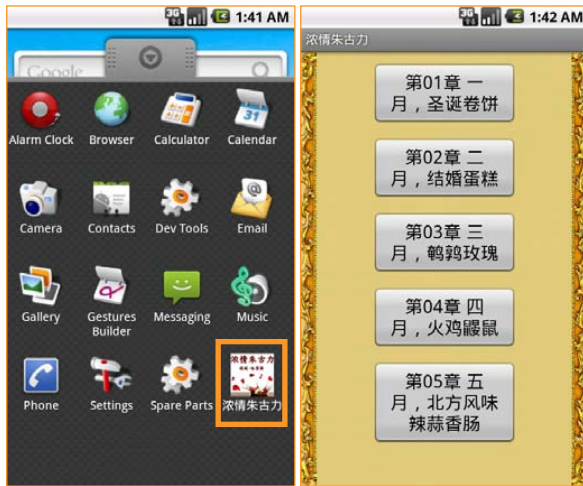 3G
1:41 AM
Google
31
Alarm Clock
Browser
Calculator
Calendar
@
Camera
Contacts
Dev Tools
Email
Gallery
Gestures
Builder
Messaging
Music
浓情朱古力
Phone
Settings
Spare Parts
浓情朱古力
3G
1:42 AM
浓情朱古力
第01章 一
月，圣诞卷饼
第02章 二
月，结婚蛋糕
第03章 三
月，鹌鹑玫瑰
第04章 四
月，火鸡鼹鼠
第05章 五
月，北方风味
辣蒜香肠